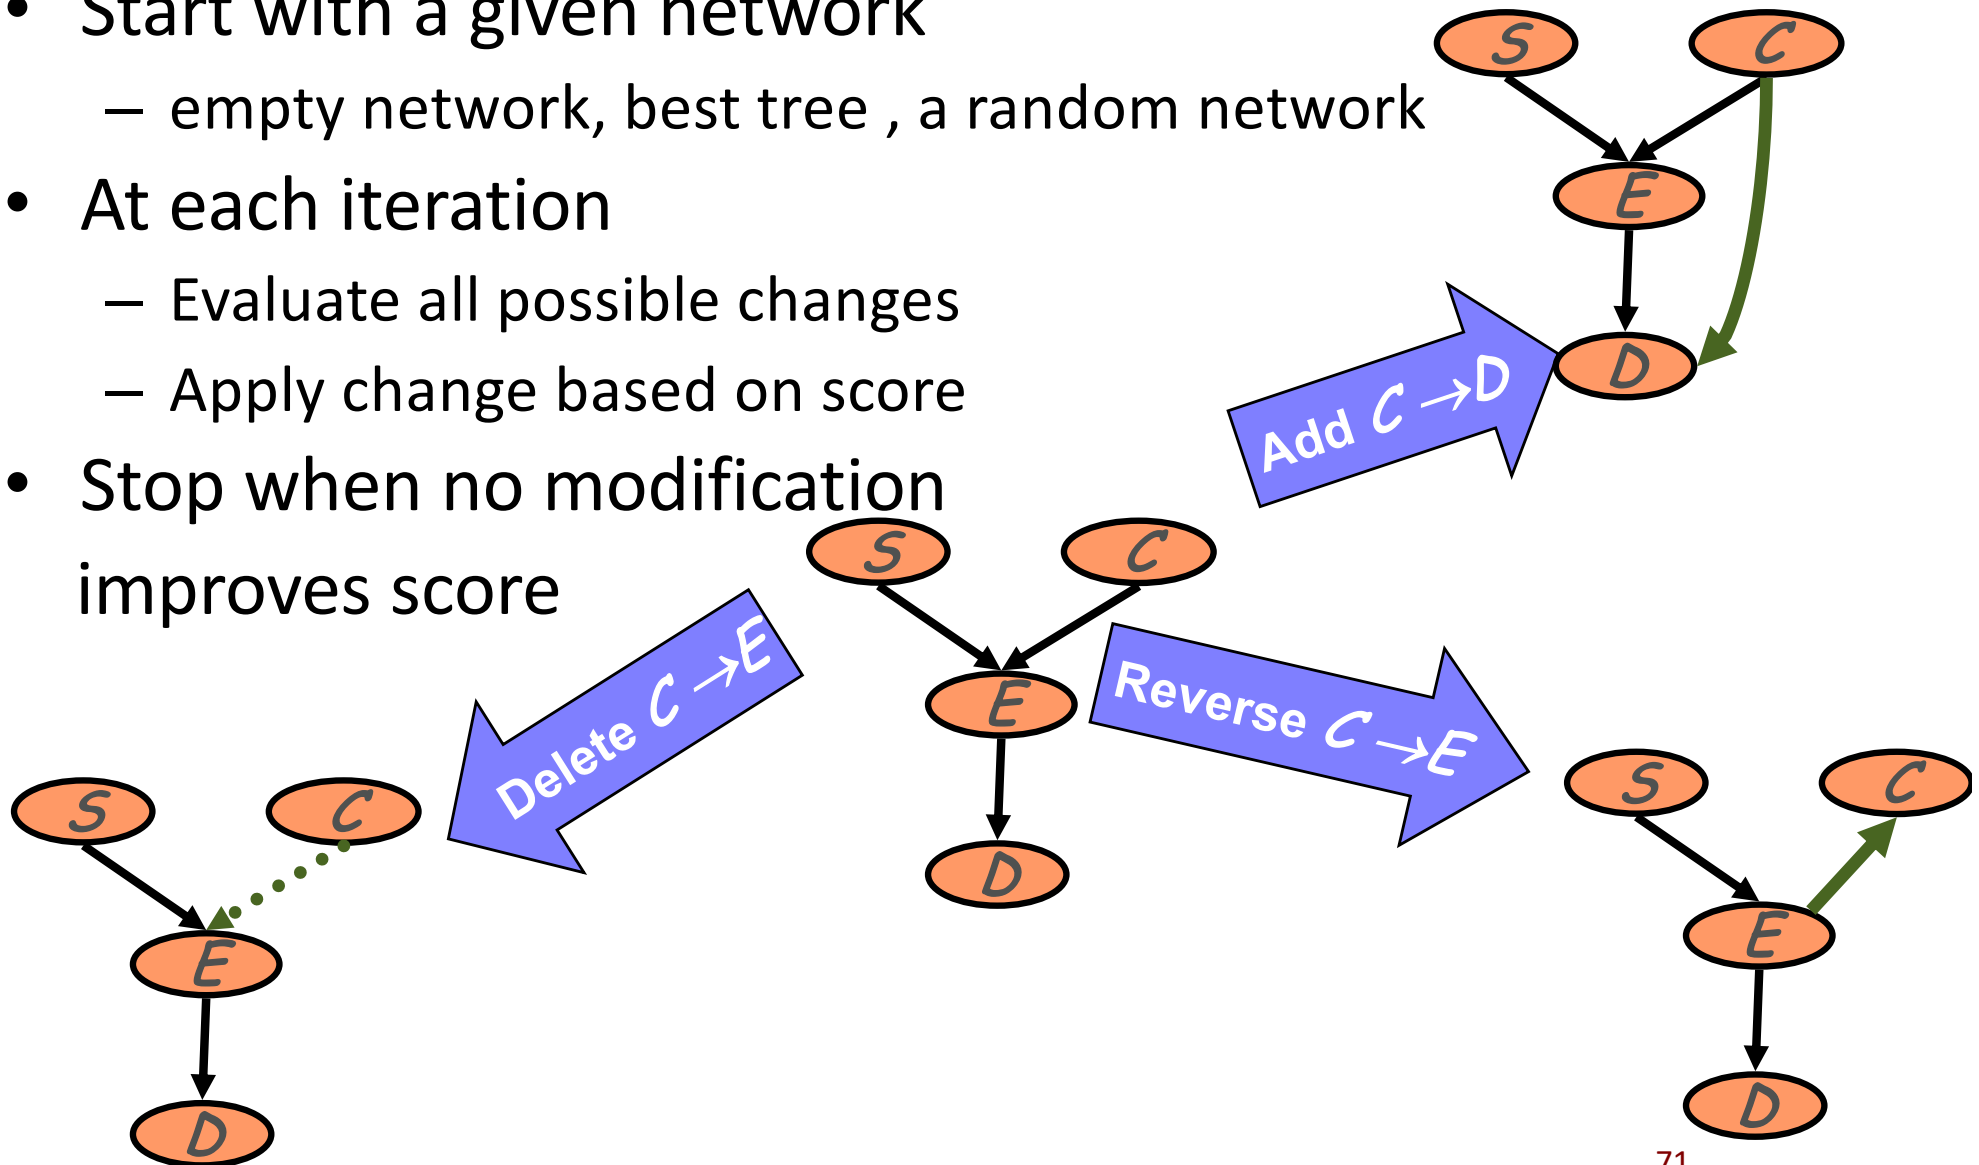 • Start with a given network
– empty network, best tree , a random network
• At each iteration
– Evaluate all possible changes
– Apply change based on score
• Stop when no modification
improves score
S
C
E
D
Add C →D
S
C
E
D
Delete C →E
Reverse C →E
S
C
E
D
S
C
E
D
71